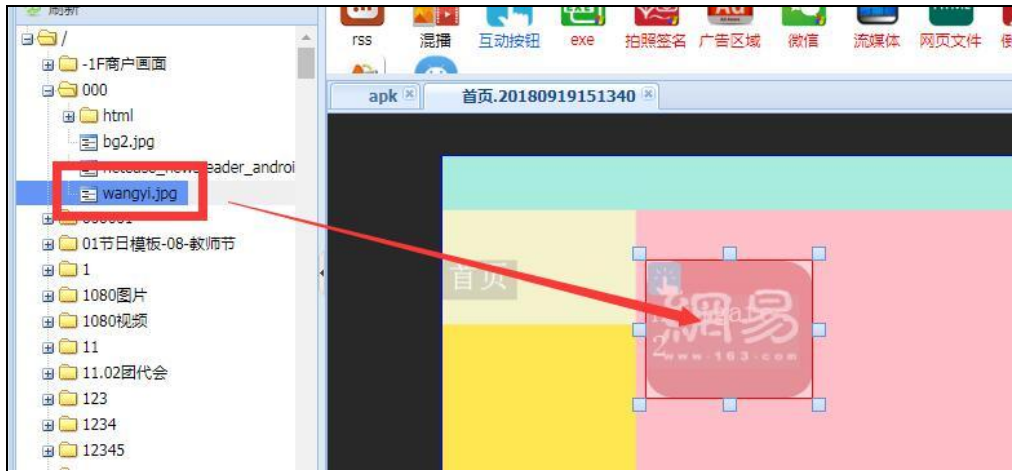 刷新
/
-1F商户画面
000
html
bg2.jpg
netease_newsreader_androi
wangyi.jpg
000001
01节日模板-08-教师节
1
1080图片
1080视频
11
11.02团代会
123
1234
12345
rss
混播
互动按钮
exe
拍照签名
广告区域
微信
流媒体
网页文件
apk
首页.20180919151340
首页
網易
www.163.com
2